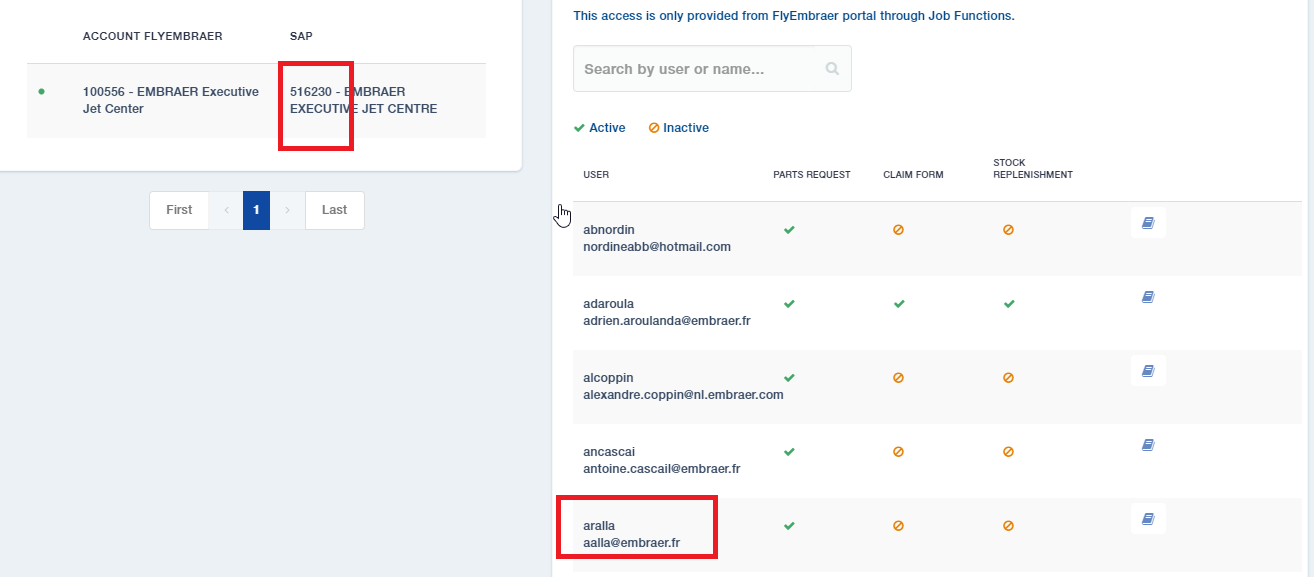 ACCOUNT FLYEMBRAER SAP
100556 - EMBRAER Executive
Jet Center
516230 - EMBRAER
EXECUTIVE JET CENTRE
First
‹
1
›
Last
This access is only provided from FlyEmbraer portal through Job Functions.
Search by user or name...
Active Inactive
USER PARTS REQUEST CLAIM FORM STOCK
REPLENISHMENT
abnordin
nordineabb@hotmail.com
adaroula
adrien.aroulanda@embraer.fr
alcoppin
alexandre.coppin@nl.embraer.com
ancascai
antoine.cascail@embraer.fr
aralla
aalla@embraer.fr